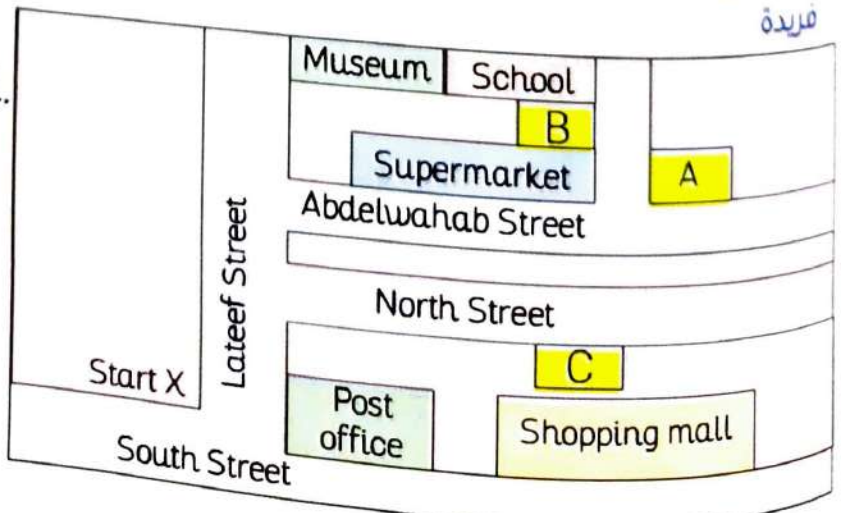 فريدة
Museum
School
B
Supermarket
A
Abdelwahab Street
Lateef Street
North Street
C
Start X
Post
office
Shopping mall
South Street